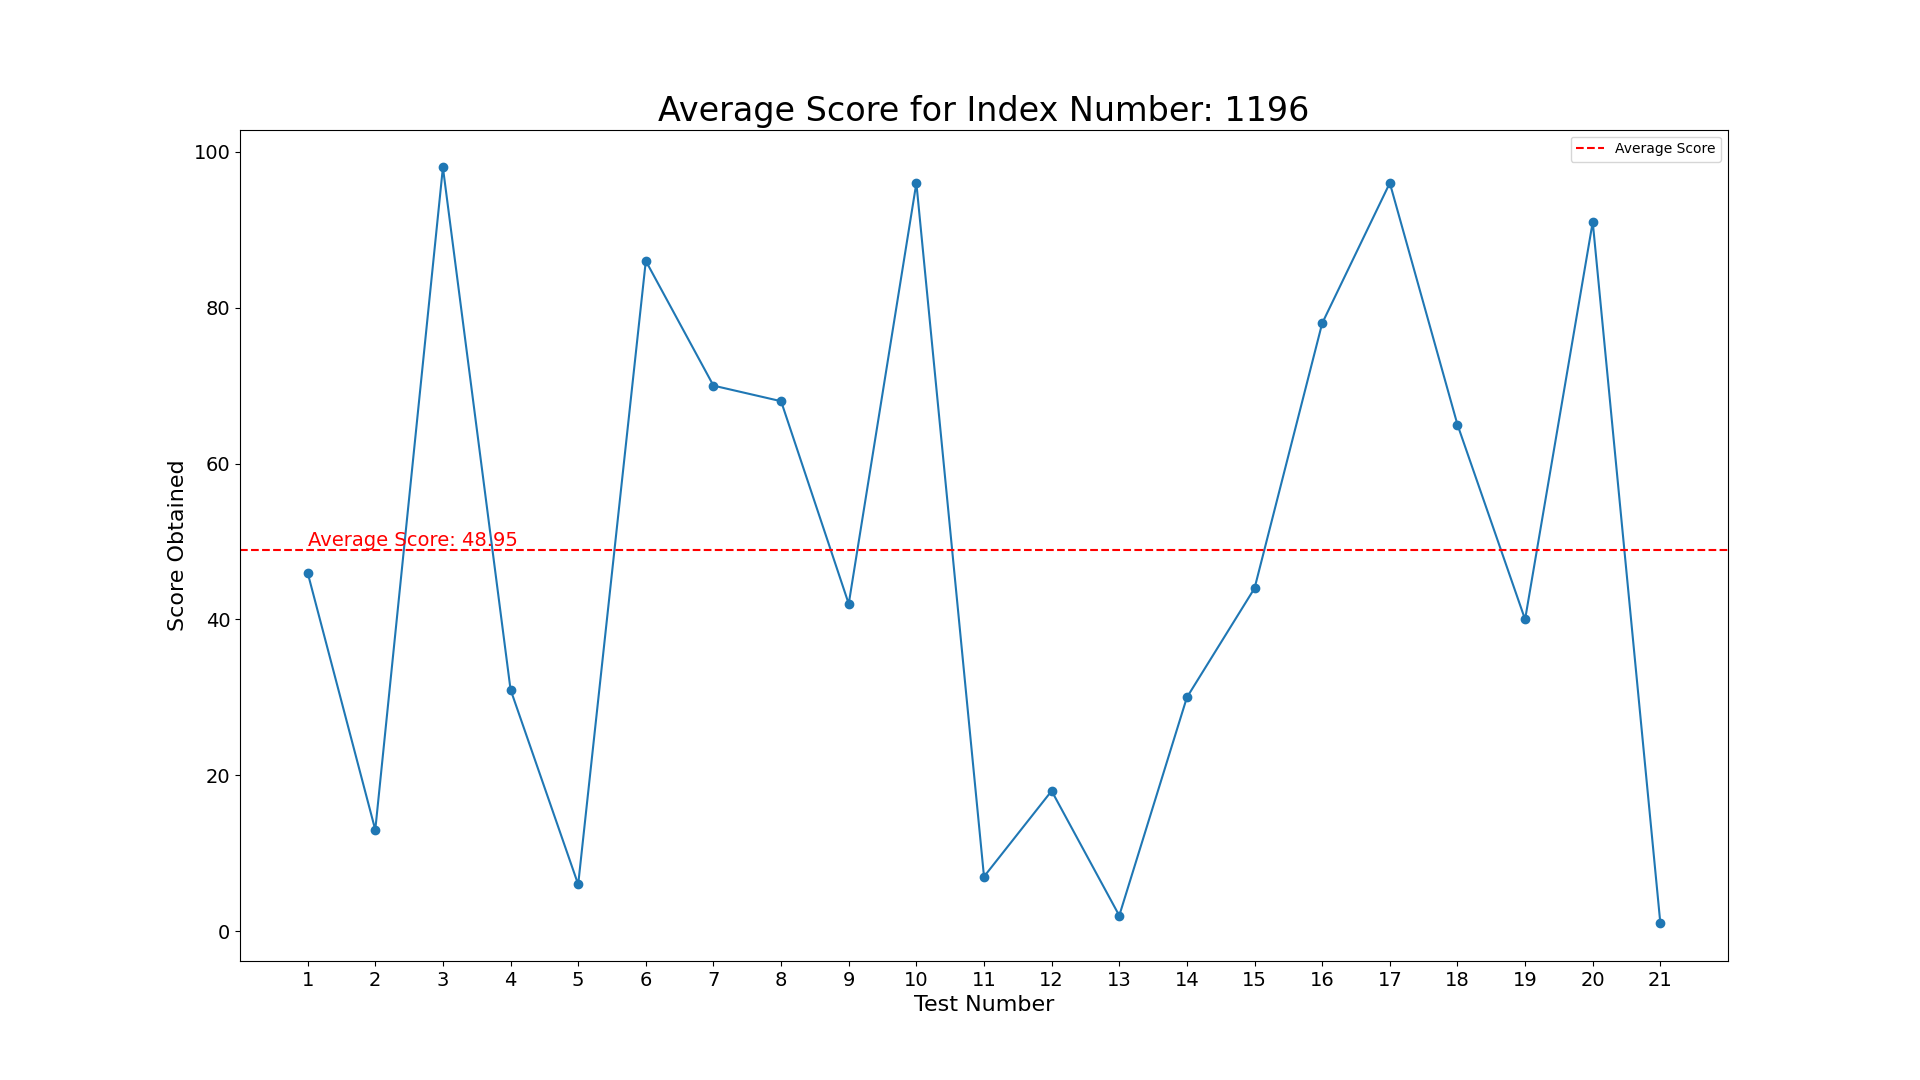 Average Score for Index Number: 1196
Average Score
100
80
60
40
20
0
Score Obtained
Average Score: 48.95
1 2 3 4 5 6 7 8 9 10 11 12 13 14 15 16 17 18 19 20 21
Test Number